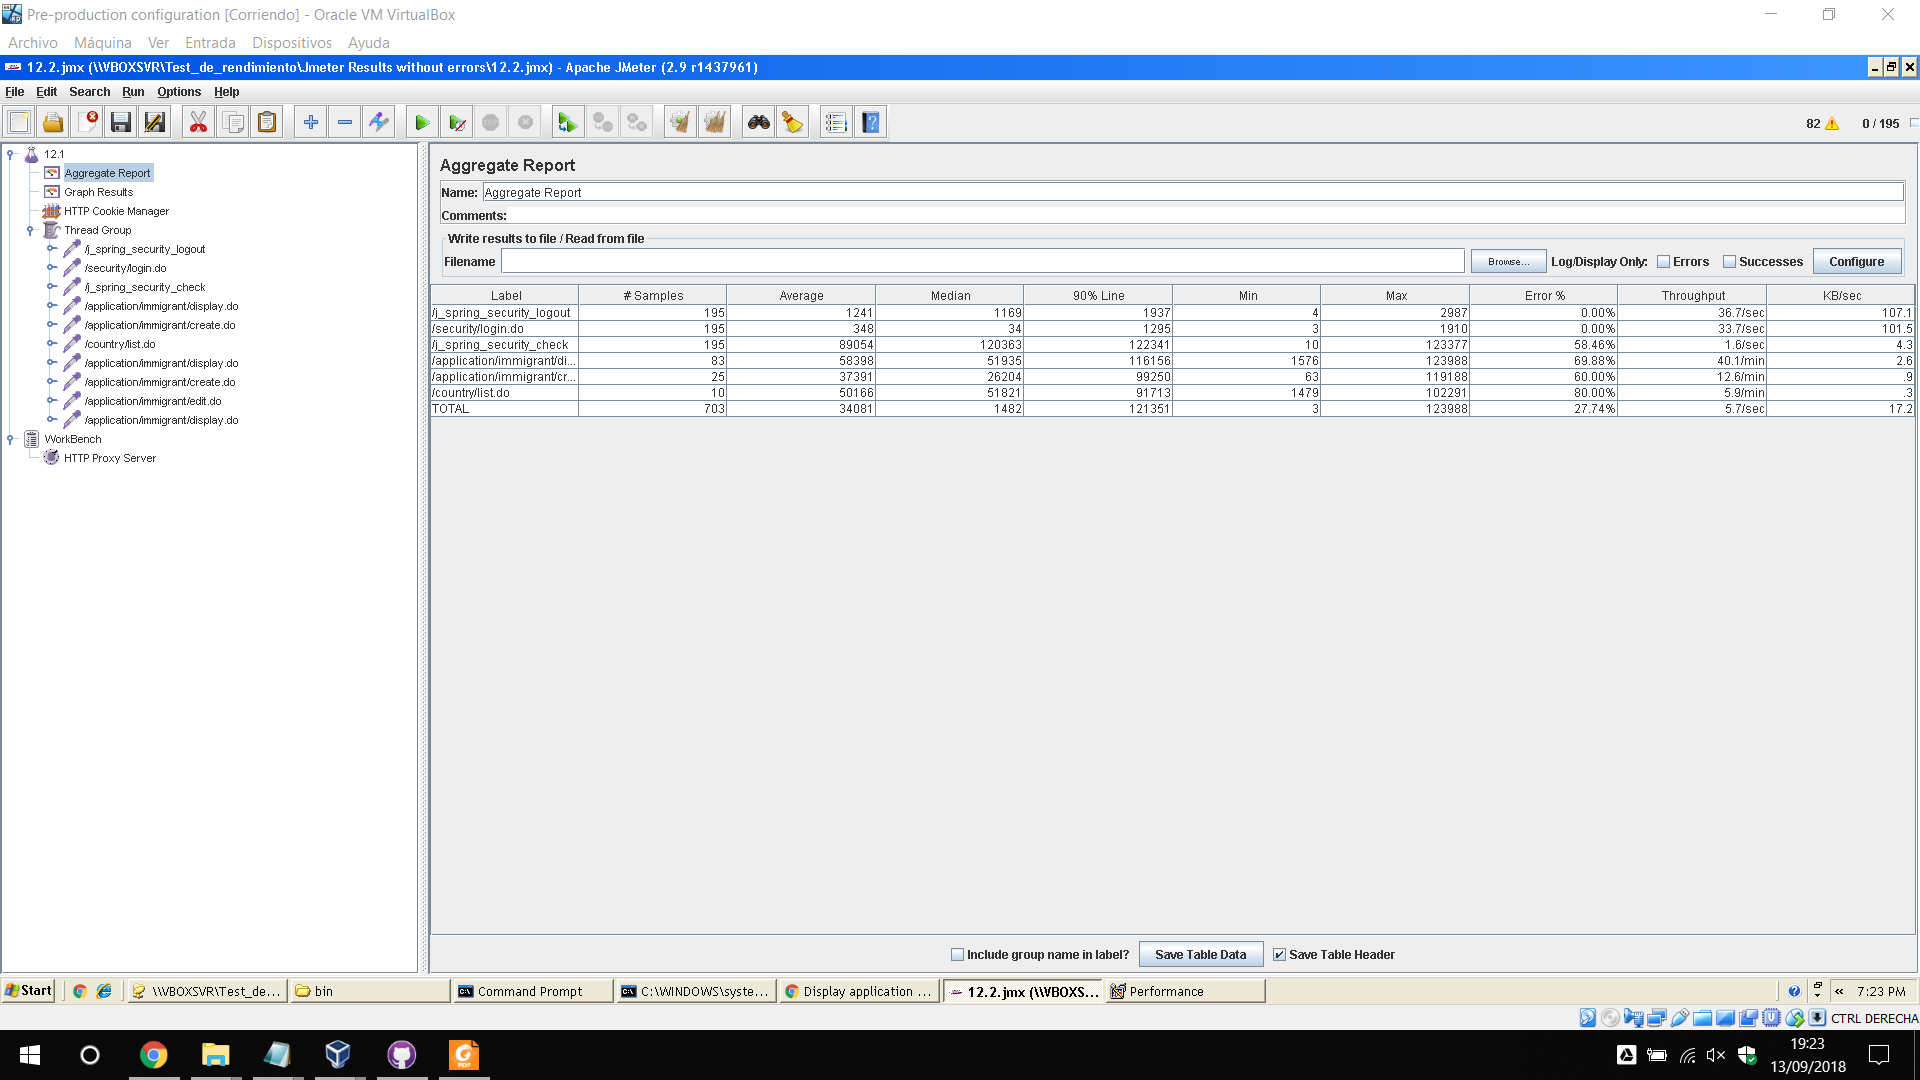 Pre-production configuration [Corriendo] - Oracle VM VirtualBox
Archivo Máquina Ver Entrada Dispositivos Ayuda
12.2.jmx (\\VBOXSVR\Test_de_rendimiento\Jmeter Results without errors\12.2.jmx) - Apache JMeter (2.9 r1437961)
File Edit Search Run Options Help
82 0 / 195
12.1
Aggregate Report
Graph Results
HTTP Cookie Manager
Thread Group
/j_spring_security_logout
/security/login.do
/j_spring_security_check
/application/immigrant/display.do
/application/immigrant/create.do
/country/list.do
/application/immigrant/display.do
/application/immigrant/create.do
/application/immigrant/edit.do
/application/immigrant/display.do
WorkBench
HTTP Proxy Server
Aggregate Report
Name: Aggregate Report
Comments:
Write results to file / Read from file
Filename Browse... Log/Display Only: Errors Successes Configure
Label # Samples Average Median 90% Line Min Max Error % Throughput KB/sec
/j_spring_security_logout 195 1241 1169 1937 4 2987 0.00% 36.7/sec 107.1
/security/login.do 195 348 34 1295 3 1910 0.00% 33.7/sec 101.5
/j_spring_security_check 195 89054 120363 122341 10 123377 58.46% 1.6/sec 4.3
/application/immigrant/di... 83 58398 51935 116156 1576 123988 69.88% 40.1/min 2.6
/application/immigrant/cr... 25 37391 26204 99250 63 119188 60.00% 12.6/min .9
/country/list.do 10 50166 51821 91713 1479 102291 80.00% 5.9/min .3
TOTAL 703 34081 1482 121351 3 123988 27.74% 5.7/sec 17.2
Include group name in label? Save Table Data Save Table Header
Start \\VBOXSVR\Test_de... bin Command Prompt C:\WINDOWS\syste... Display application ... 12.2.jmx (\\VBOXS... Performance « 7:23 PM
CTRL DERECHA
19:23
13/09/2018